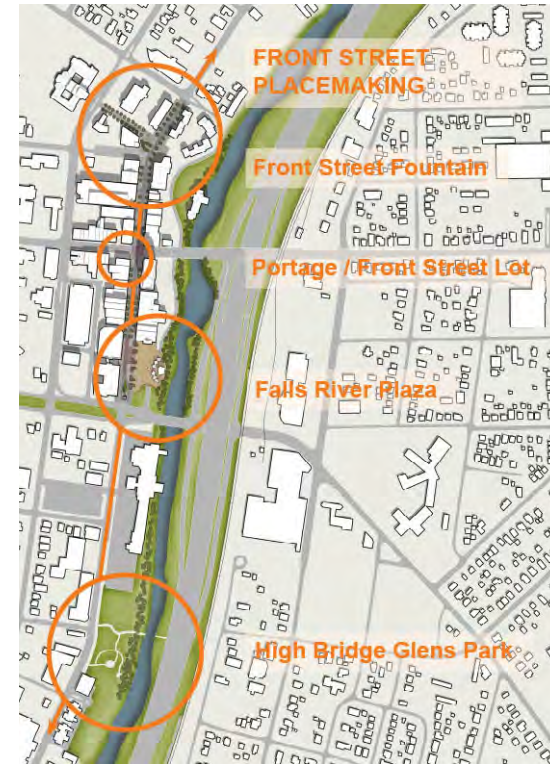 FRONT STREET
PLACEMAKING
Front Street Fountain
Portage / Front Street Lot
Falls River Plaza
High Bridge Glens Park